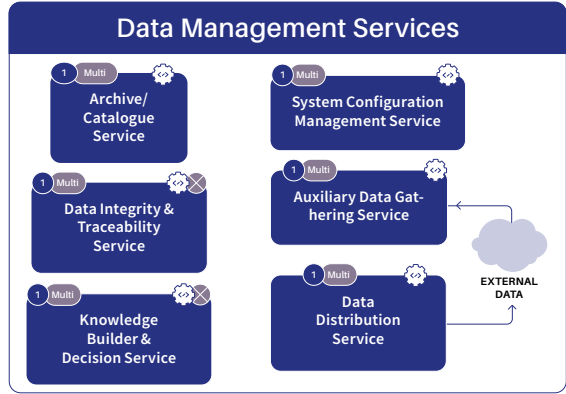 Data Management Services
1 Multi
Archive/
Catalogue
Service
1 Multi
System Configuration
Management Service
1 Multi
Data Integrity &
Traceability
Service
1 Multi
Auxiliary Data Gat-
hering Service
EXTERNAL
DATA
1 Multi
Knowledge
Builder &
Decision Service
1 Multi
Data
Distribution
Service